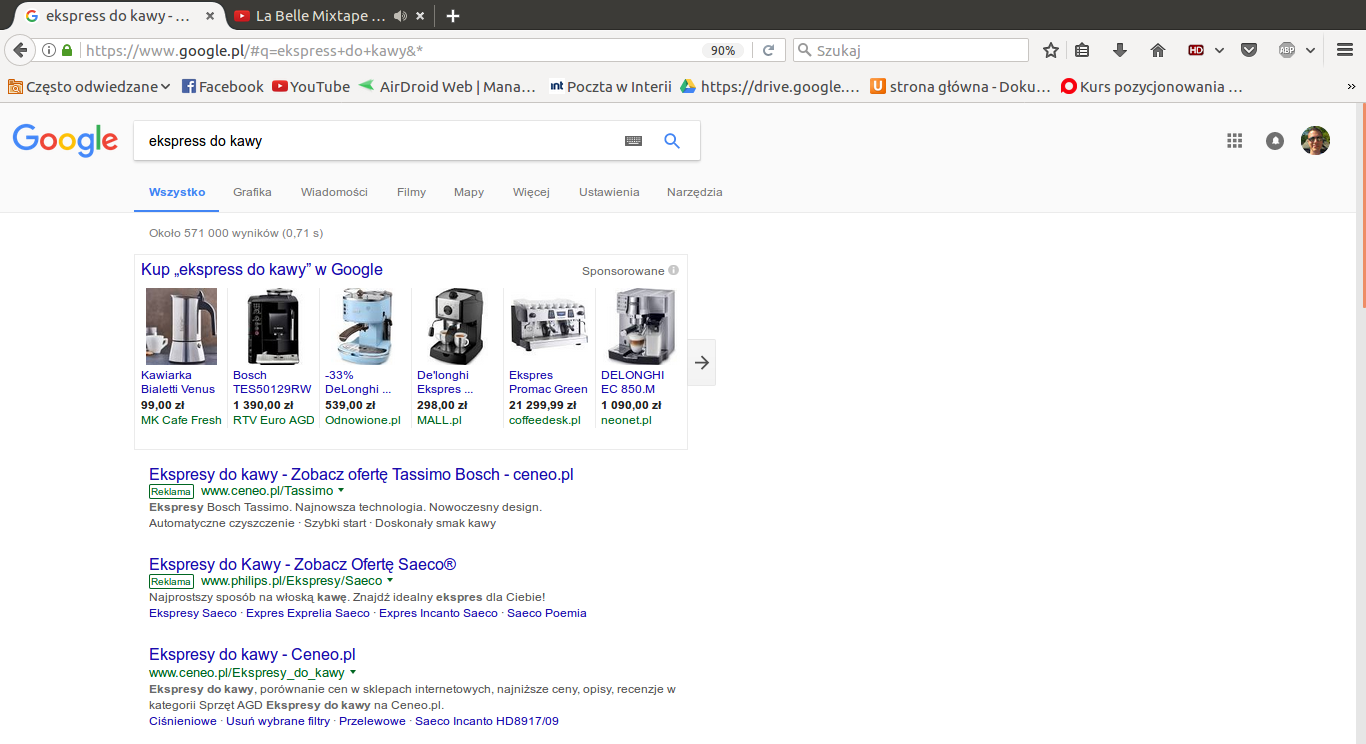 ekspress do kawy - ...
La Belle Mixtape ...
https://www.google.pl/#q=ekspress+do+kawy&*
90%
Szukaj
HD
ABP
Często odwiedzane
Facebook
YouTube
AirDroid Web | Mana...
int Poczta w Interii
https://drive.google....
strona główna - Doku...
Kurs pozycjonowania ...
»
Google
ekspress do kawy
Wszystko
Grafika
Wiadomości
Filmy
Mapy
Więcej
Ustawienia
Narzędzia
Około 571 000 wyników (0,71 s)
Kup „ekspress do kawy” w Google
Sponsorowane
Kawiarka
Bialetti Venus
99,00 zł
MK Cafe Fresh
Bosch
TES50129RW
1 390,00 zł
RTV Euro AGD
-33%
DeLonghi ...
539,00 zł
Odnowione.pl
De'longhi
Ekspres ...
298,00 zł
MALL.pl
Ekspres
Promac Green
21 299,99 zł
coffeedesk.pl
DELONGHI
EC 850.M
1 090,00 zł
neonet.pl
Ekspresy do kawy - Zobacz ofertę Tassimo Bosch - ceneo.pl
Reklama www.ceneo.pl/Tassimo
Ekspresy Bosch Tassimo. Najnowsza technologia. Nowoczesny design.
Automatyczne czyszczenie · Szybki start · Doskonały smak kawy
Ekspresy do Kawy - Zobacz Ofertę Saeco®
Reklama www.philips.pl/Ekspresy/Saeco
Najprostszy sposób na włoską kawę. Znajdź idealny ekspres dla Ciebie!
Ekspresy Saeco · Expres Exprelia Saeco · Expres Incanto Saeco · Saeco Poemia
Ekspresy do kawy - Ceneo.pl
www.ceneo.pl/Ekspresy_do_kawy
Ekspresy do kawy, porównanie cen w sklepach internetowych, najniższe ceny, opisy, recenzje w
kategorii Sprzęt AGD Ekspresy do kawy na Ceneo.pl.
Ciśnieniowe · Usuń wybrane filtry · Przelewowe · Saeco Incanto HD8917/09